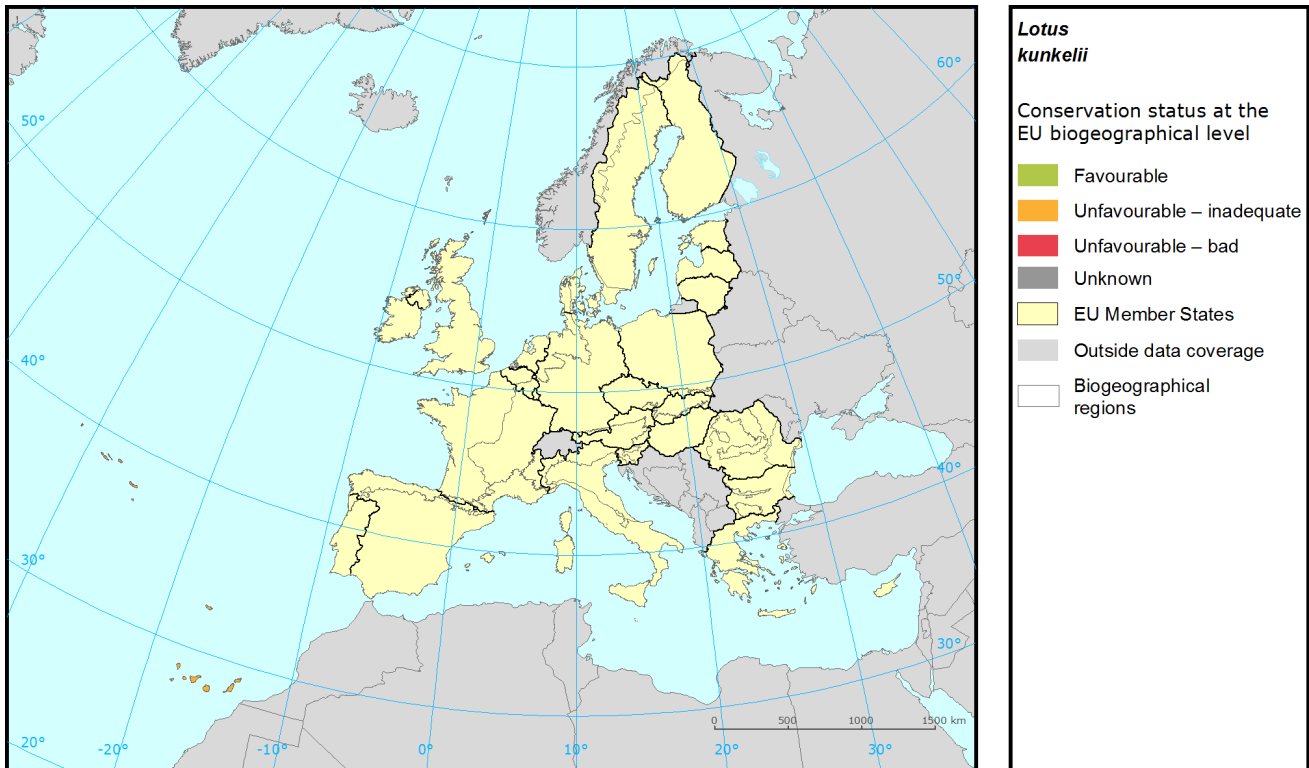 Lotus
kunkelii
Conservation status at the
EU biogeographical level
Favourable
Unfavourable – inadequate
Unfavourable – bad
Unknown
EU Member States
Outside data coverage
Biogeographical
regions
60°
50°
50°
40°
40°
30°
30°
0 500 1000 1500 km
20° -20° -10° 0° 10° 20° 30°